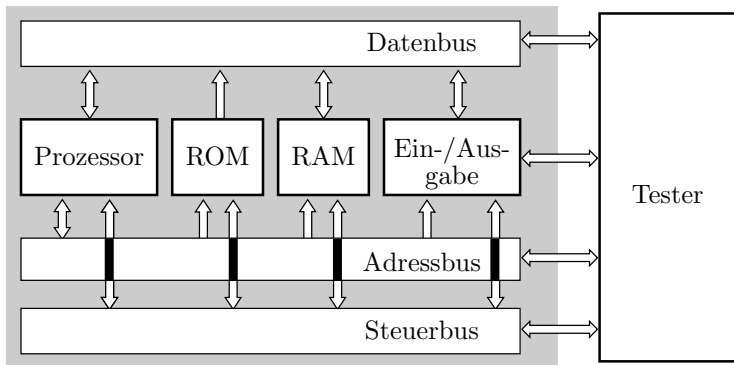 Datenbus
Prozessor
ROM
RAM
Ein-/Aus-
gabe
Tester
Adressbus
Steuerbus